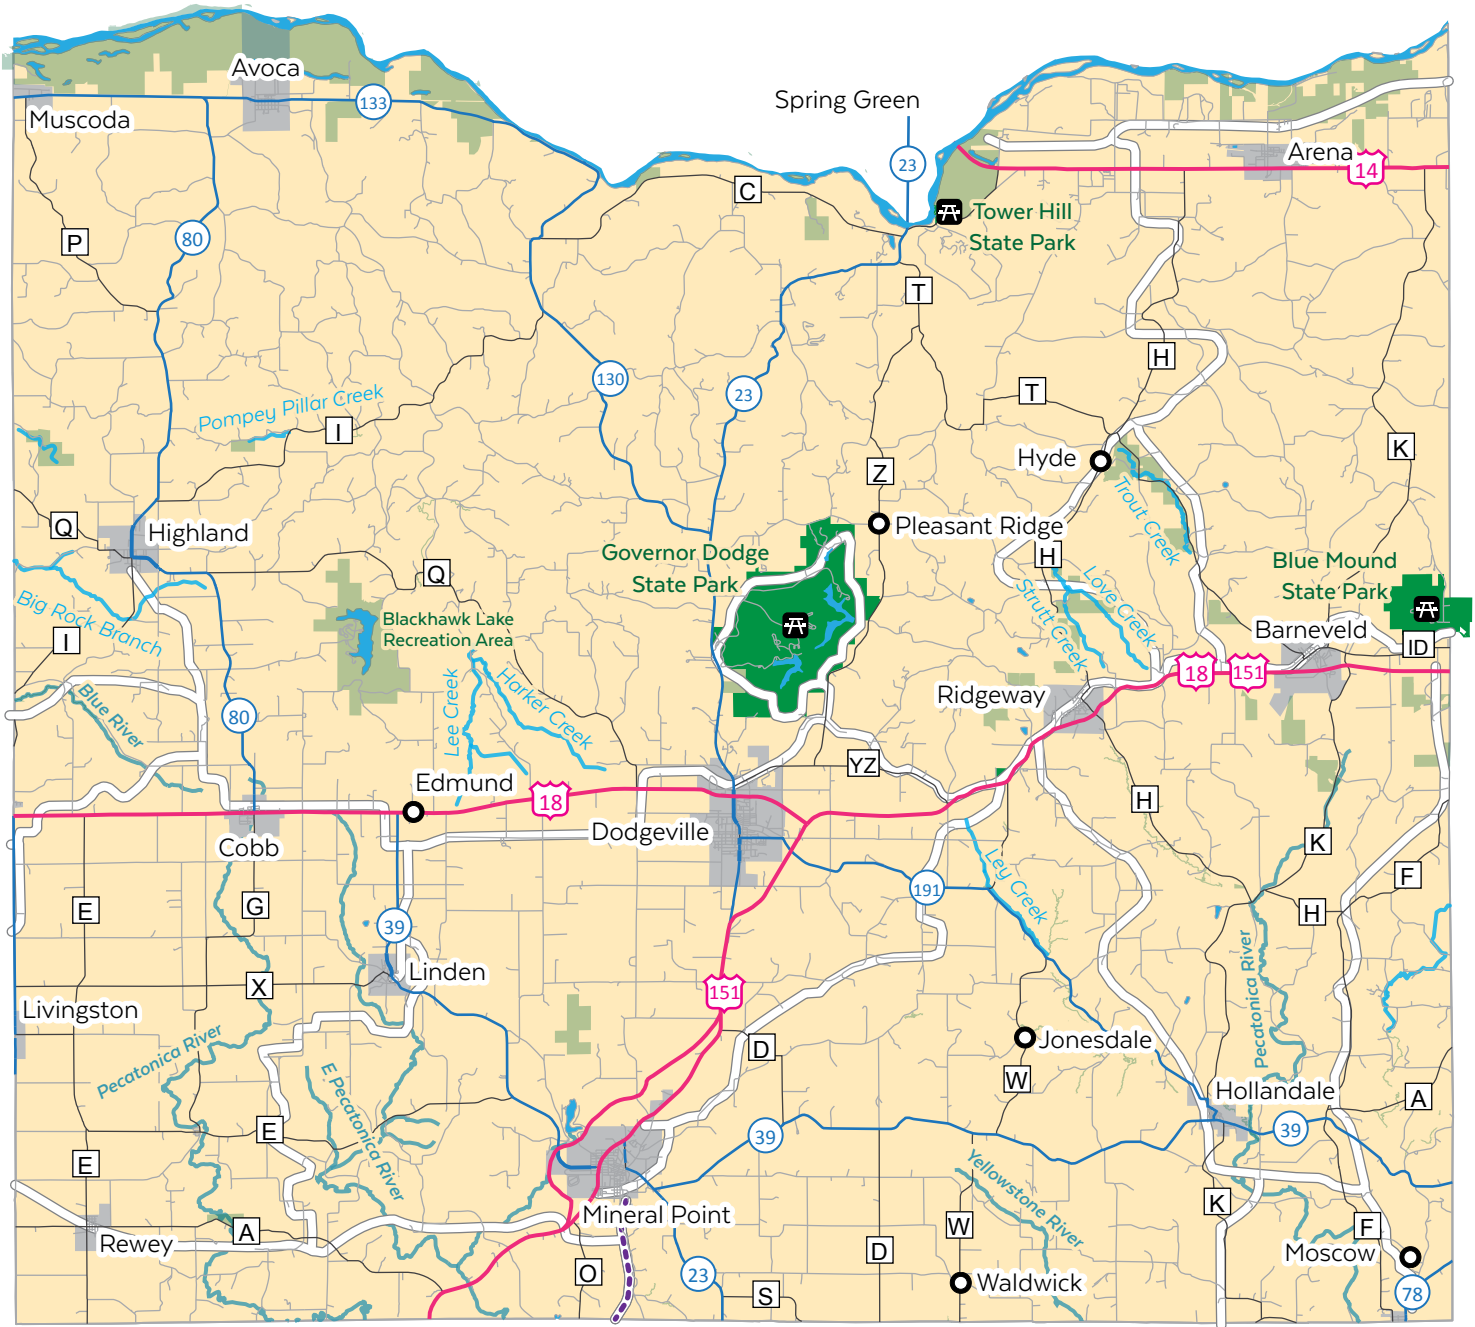 Avoca
133
Muscoda
Spring Green
23
Arena
14
C
Tower Hill
State Park
P
80
T
H
130
23
T
Pompey Pillar Creek
I
K
Hyde
Z
Trout Creek
Q
Highland
Pleasant Ridge
Governor Dodge
State Park
H
Blue Mound
State Park
Q
Love Creek
Strutt Creek
Big Rock Branch
Blackhawk Lake
Recreation Area
Barneveld
I
ID
18
151
Lee Creek
Harker Creek
Ridgeway
Blue River
80
YZ
Edmund
18
H
Dodgeville
Cobb
K
Ley Creek
F
191
E
G
H
39
Linden
Pecatonica River
X
151
Livingston
Pecatonica River
D
Jonesdale
E Pecatonica River
W
Hollandale
A
E
39
39
E
Yellowstone River
K
Mineral Point
A
W
F
Rewey
D
Moscow
O
23
S
Waldwick
78